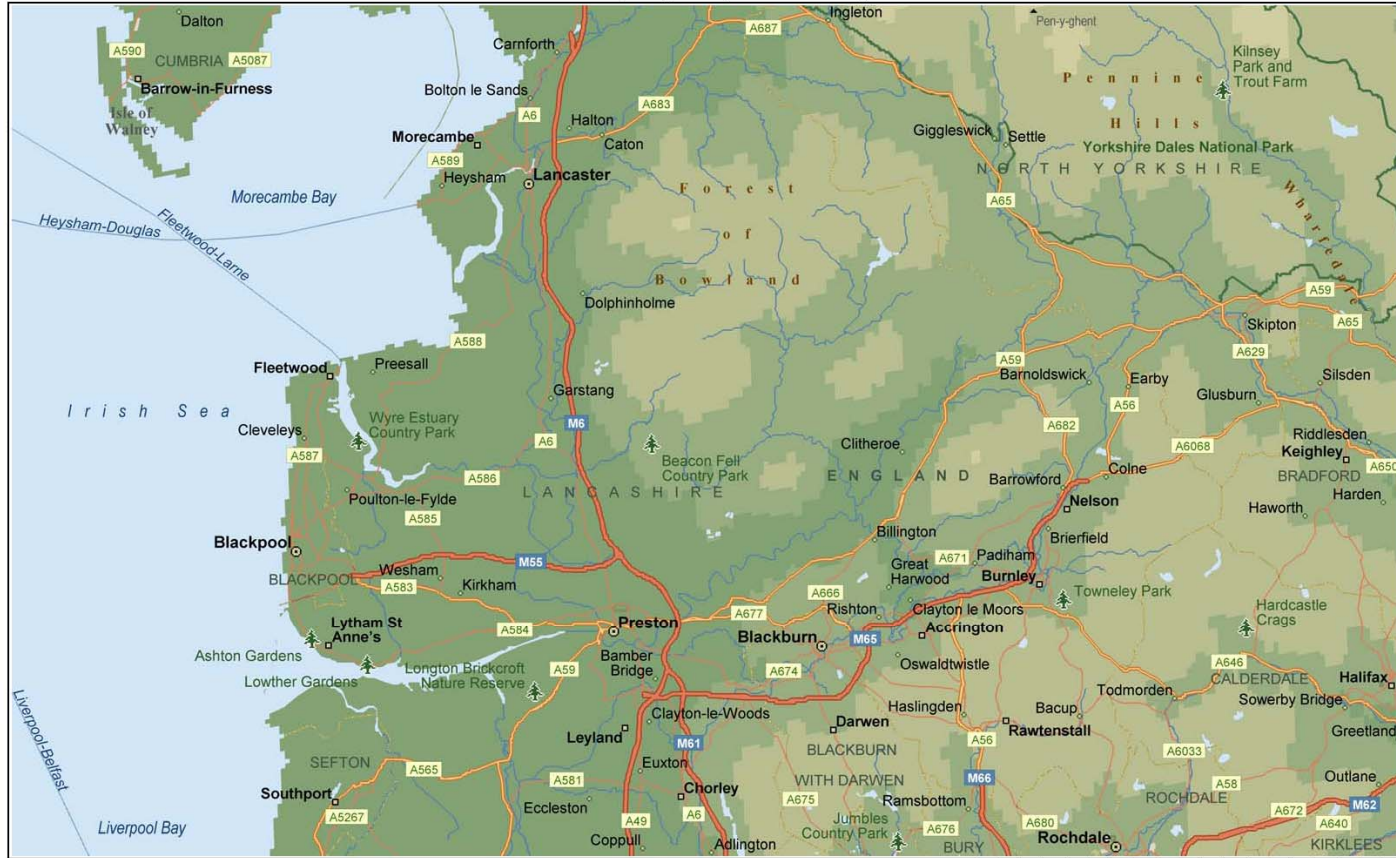 Dalton
Ingleton
Pen-y-ghent
A687
Carnforth
A590
CUMBRIA
A5087
Kilnsey
Park and
Trout Farm
Barrow-in-Furness
Pennine
Hills
Bolton le Sands
A683
A6
Isle of
Walney
Halton
Morecambe
Caton
Giggleswick
Settle
Yorkshire Dales National Park
A589
NORTH YORKSHIRE
Heysham
Lancaster
Forest
of
Bowland
Wharfedale
Morecambe Bay
A65
Heysham-Douglas
Fleetwood-Larne
Dolphinholme
A59
A65
Skipton
A588
A629
Fleetwood
Preesall
A59
Barnoldswick
Earby
Silsden
Garstang
Glusburn
A56
Irish Sea
Wyre Estuary
Country Park
M6
A682
Cleveleys
A6
Clitheroe
A6068
Riddlesden
A587
Beacon Fell
Country Park
Keighley
A650
A586
LANCASHIRE
ENGLAND
Colne
BRADFORD
Barrowford
Poulton-le-Fylde
Nelson
Harden
Haworth
A585
Billington
Brierfield
Blackpool
M55
A671
Padiham
Great
Harwood
Wesham
BLACKPOOL
A583
Kirkham
Burnley
A666
Towneley Park
A677
Rishton
Clayton le Moors
Hardcastle
Crags
Lytham St
Anne's
A584
Preston
Blackburn
M65
Accrington
Ashton Gardens
Bamber
Bridge
Oswaldtwistle
A646
Longton Brickcroft
Nature Reserve
A59
A674
CALDERDALE
Halifax
Lowther Gardens
Todmorden
Sowerby Bridge
Liverpool-Belfast
Clayton-le-Woods
Haslingden
Bacup
Leyland
Darwen
Rawtenstall
Greetland
M61
A56
BLACKBURN
WITH DARWEN
A6033
SEFTON
A565
Euxton
A581
M66
Outlane
A58
Southport
Chorley
A675
Ramsbottom
ROCHDALE
Eccleston
A672
M62
A5267
A49
A6
Jumbles
Country Park
A676
A680
A640
Liverpool Bay
Rochdale
Coppull
Adlington
BURY
KIRKLEES